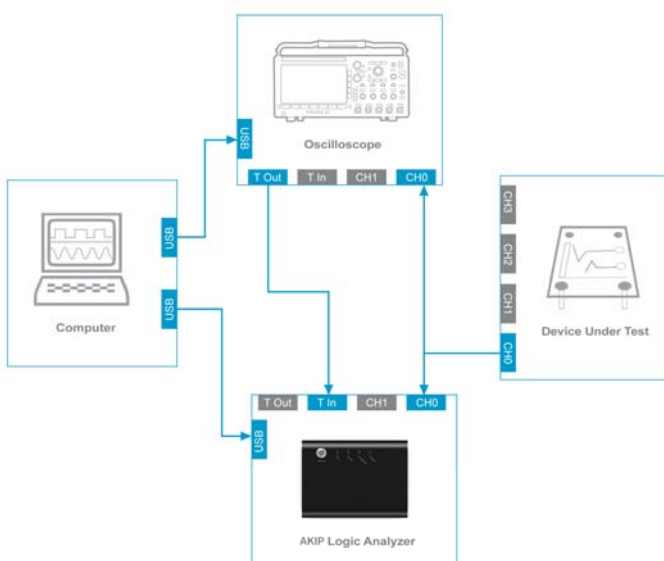 USB
Oscilloscope
T Out T In CH1 CH0
USB
USB
Computer
CH3
CH2
CH1
CH0
Device Under Test
T Out T In CH1 CH0
USB
AKIP Logic Analyzer